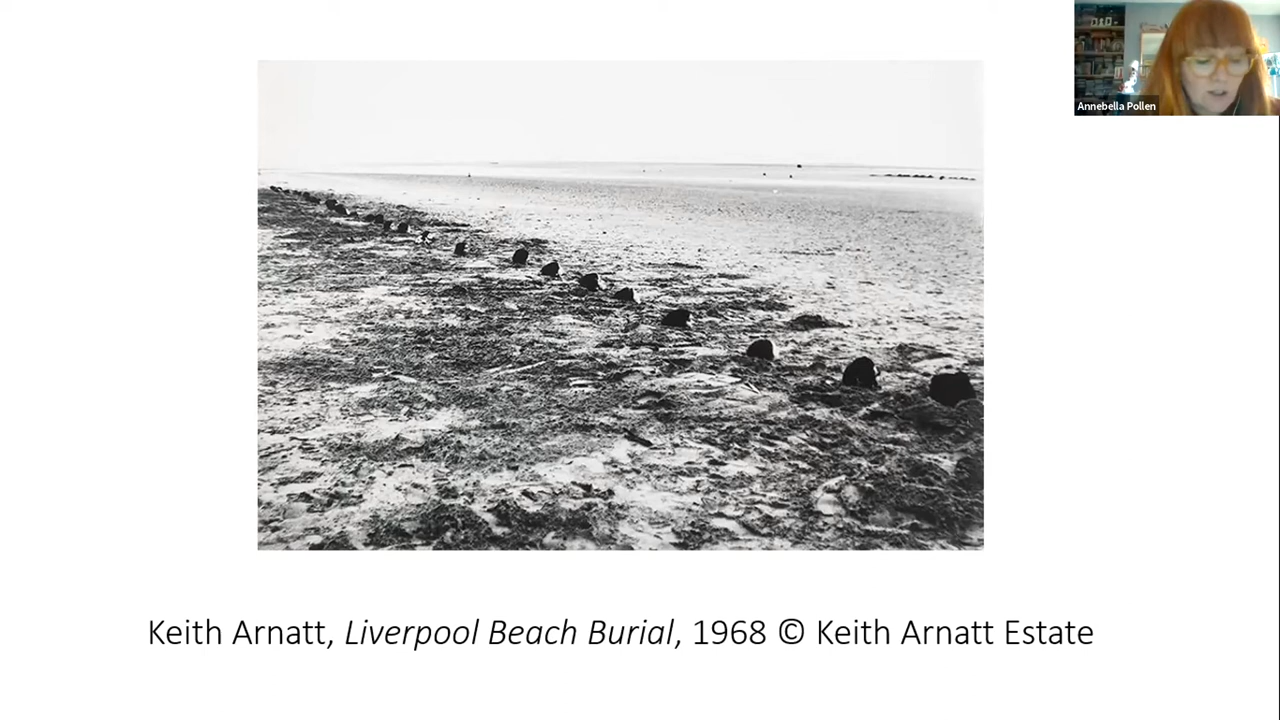 Annebella Pollen
Keith Arnatt, Liverpool Beach Burial, 1968 © Keith Arnatt Estate